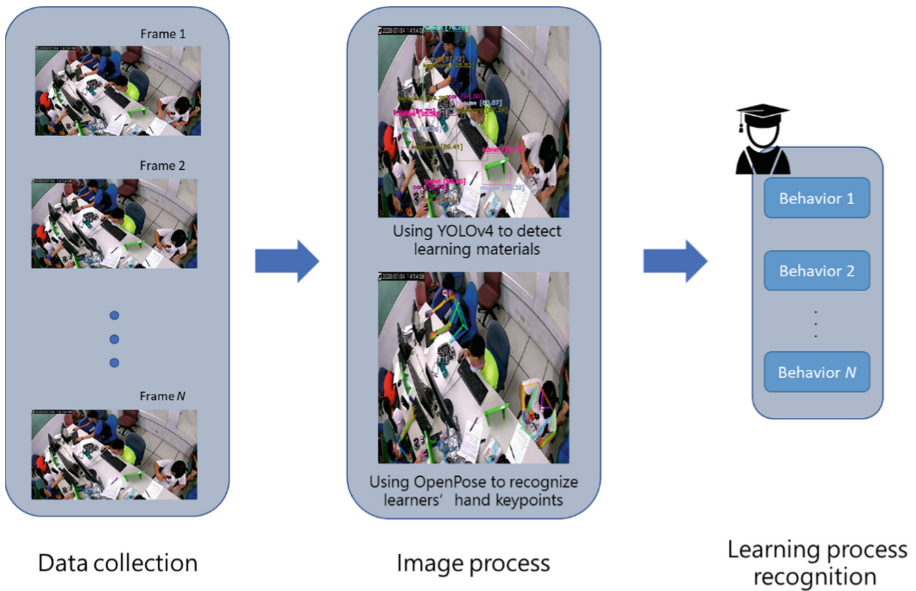 Frame 1
Frame 2
Frame N
Using YOLOv4 to detect
learning materials
Using OpenPose to recognize
learners' hand keypoints
Behavior 1
Behavior 2
Behavior N
Data collection
Image process
Learning process
recognition